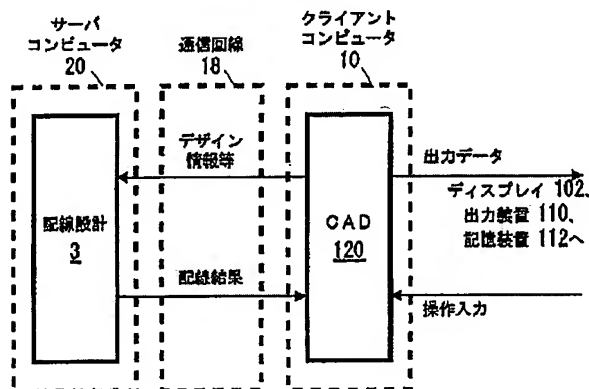 サーバ
コンピュータ
20
通信回線
18
クライアント
コンピュータ
10
デザイン
情報等
配線設計
3
配線結果
CAD
120
出力データ
ディスプレイ 102、
出力装置 110、
記憶装置 112へ
操作入力